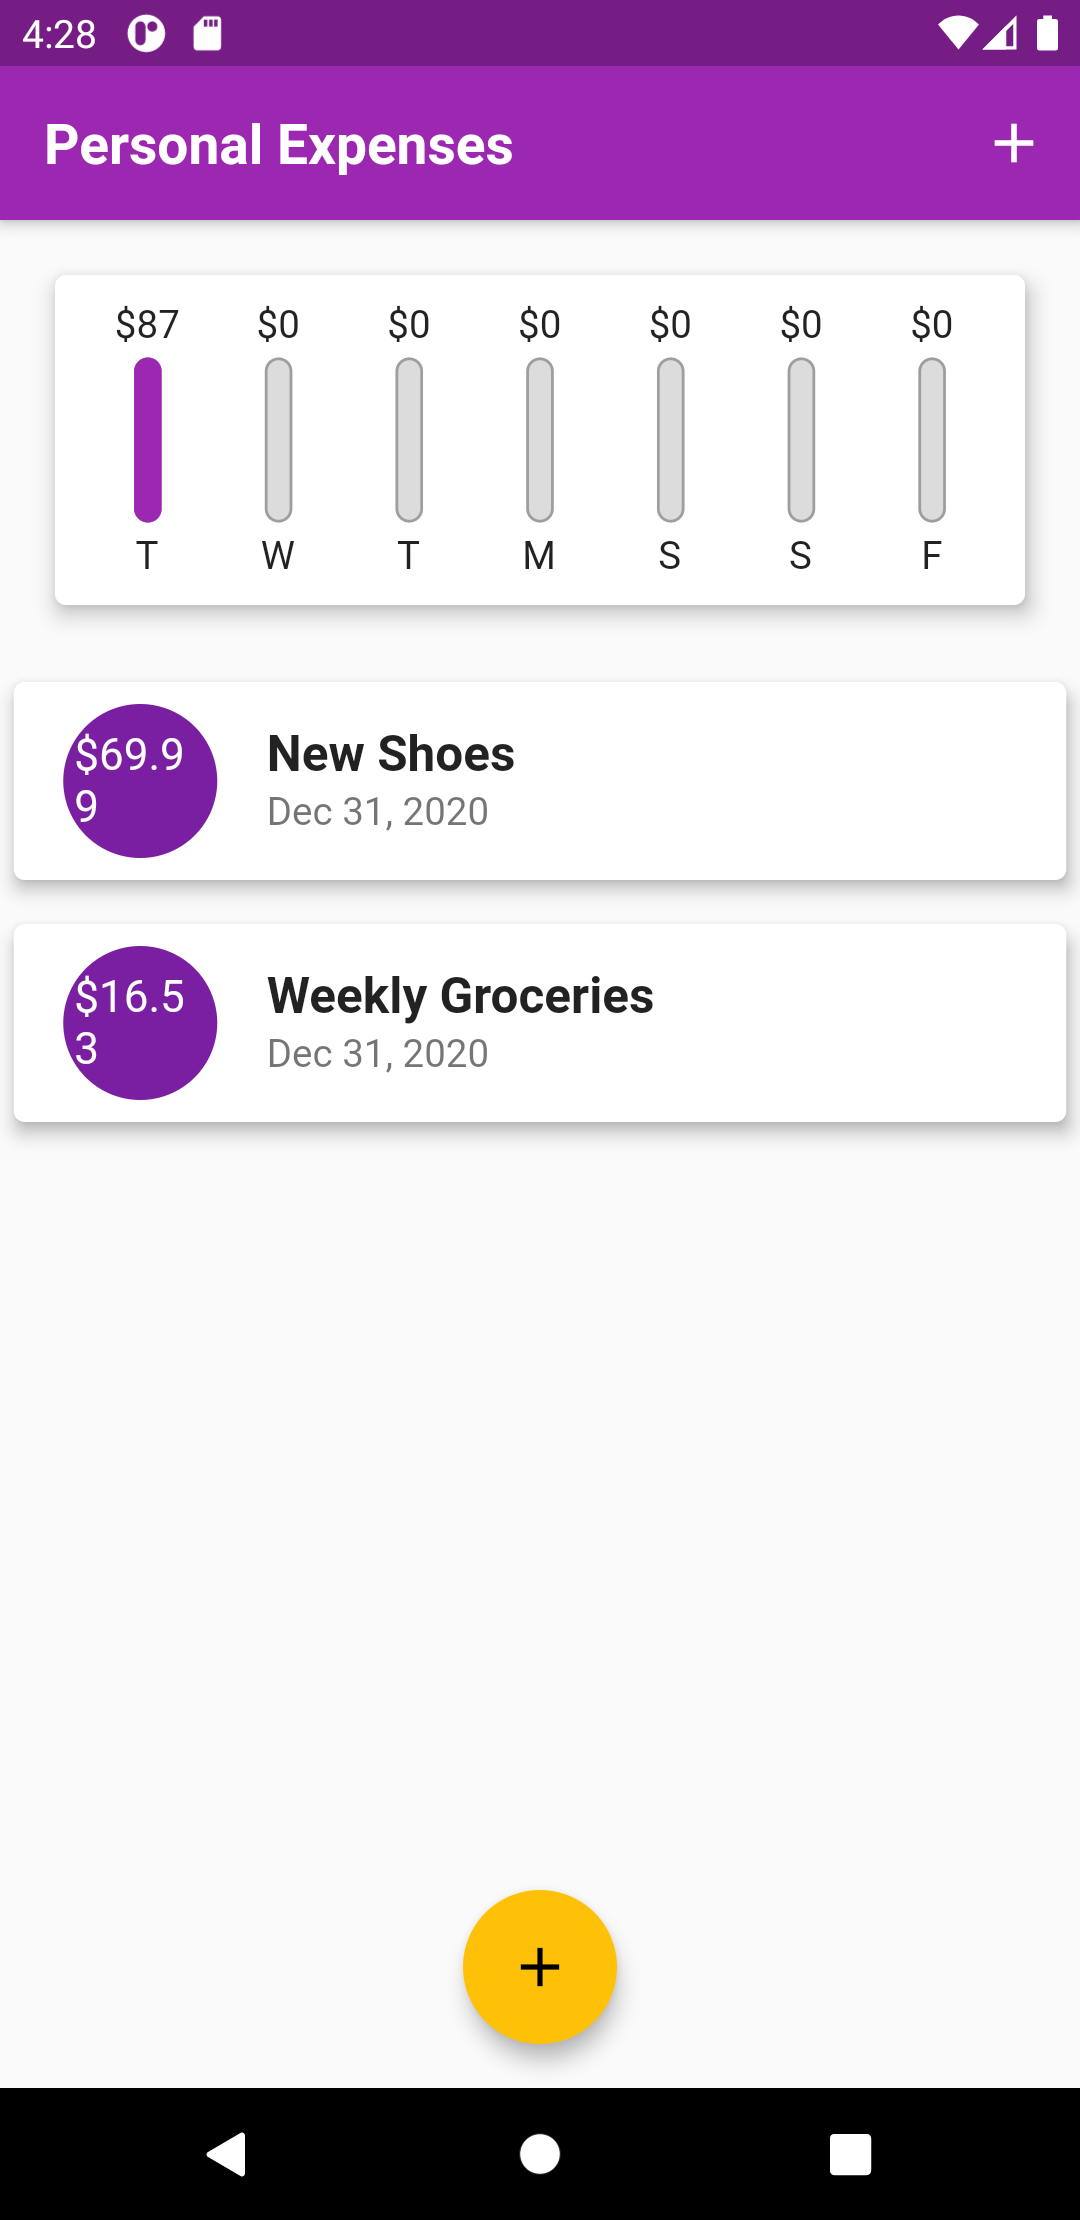 4:28
Personal Expenses
$87 $0 $0 $0 $0 $0 $0
T W T M S S F
$69.9
9
New Shoes
Dec 31, 2020
$16.5
3
Weekly Groceries
Dec 31, 2020